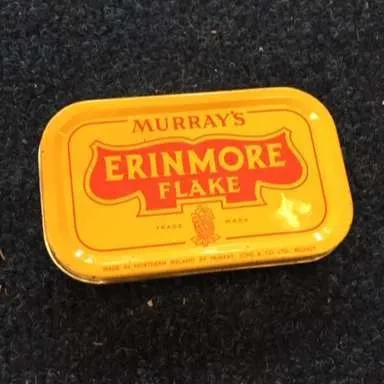 MURRAY'S
ERINMORE
FLAKE
TRADE MARK
MADE IN NORTHERN IRELAND BY MURRAY, SONS & CO LTD., BELFAST